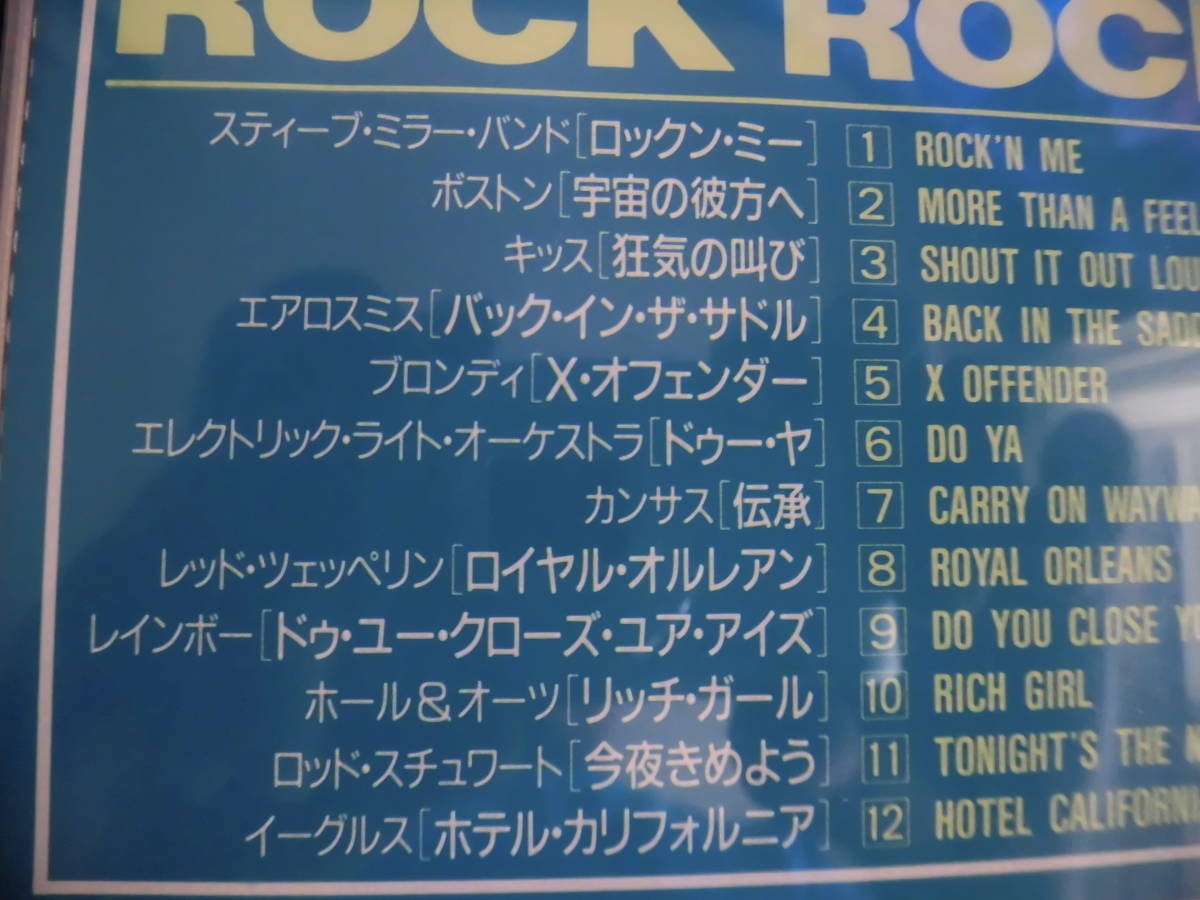 ROCK ROC
スティーブ・ミラー・バンド[ロックン・ミー] 1 ROCK'N ME
ボストン[宇宙の彼方へ] 2 MORE THAN A FEEL
キッス[狂気の叫び] 3 SHOUT IT OUT LOU
エアロスミス[バック・イン・ザ・サドル] 4 BACK IN THE SADD
ブロンディ[X・オフェンダー] 5 X OFFENDER
エレクトリック・ライト・オーケストラ[ドゥー・ヤ] 6 DO YA
カンサス[伝承] 7 CARRY ON WAYWA
レッド・ツェッペリン[ロイヤル・オルレアン] 8 ROYAL ORLEANS
レインボー[ドゥ・ユー・クローズ・ユア・アイズ] 9 DO YOU CLOSE Y
ホール&オーツ[リッチ・ガール] 10 RICH GIRL
ロッド・スチュワート[今夜きめよう] 11 TONIGHT'S THE N
イーグルス[ホテル・カリフォルニア] 12 HOTEL CALIFORNI